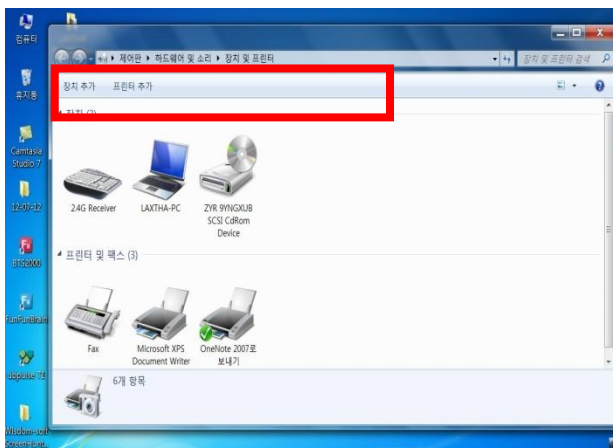 컴퓨터
휴지통
Camtasia
Studio 7
12-07-12
BTS2000
FunFunBrain
제어판 ▸ 하드웨어 및 소리 ▸ 장치 및 프린터
장치 및 프린터 검색
장치 추가 프린터 추가
2.4G Receiver
LAXTHA-PC
ZYR 9YNGXUB
SCSI CdRom
Device
프린터 및 팩스 (3)
Fax
Microsoft XPS
Document Writer
OneNote 2007로
보내기
6개 항목